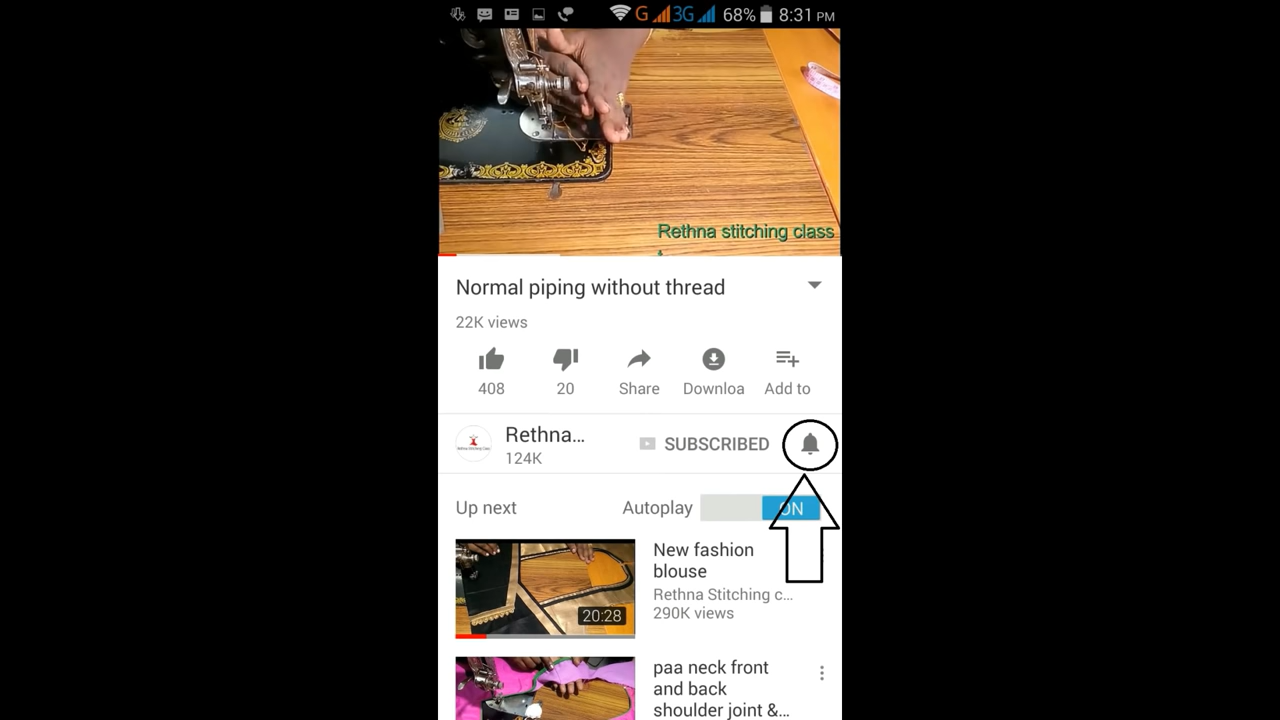 G 3G 68% 8:31 PM
Rethna stitching class
Normal piping without thread
22K views
408 20 Share Downloa Add to
Rethna... SUBSCRIBED
124K
Up next Autoplay ON
New fashion
blouse
Rethna Stitching c...
290K views
20:28
paa neck front
and back
shoulder joint &...